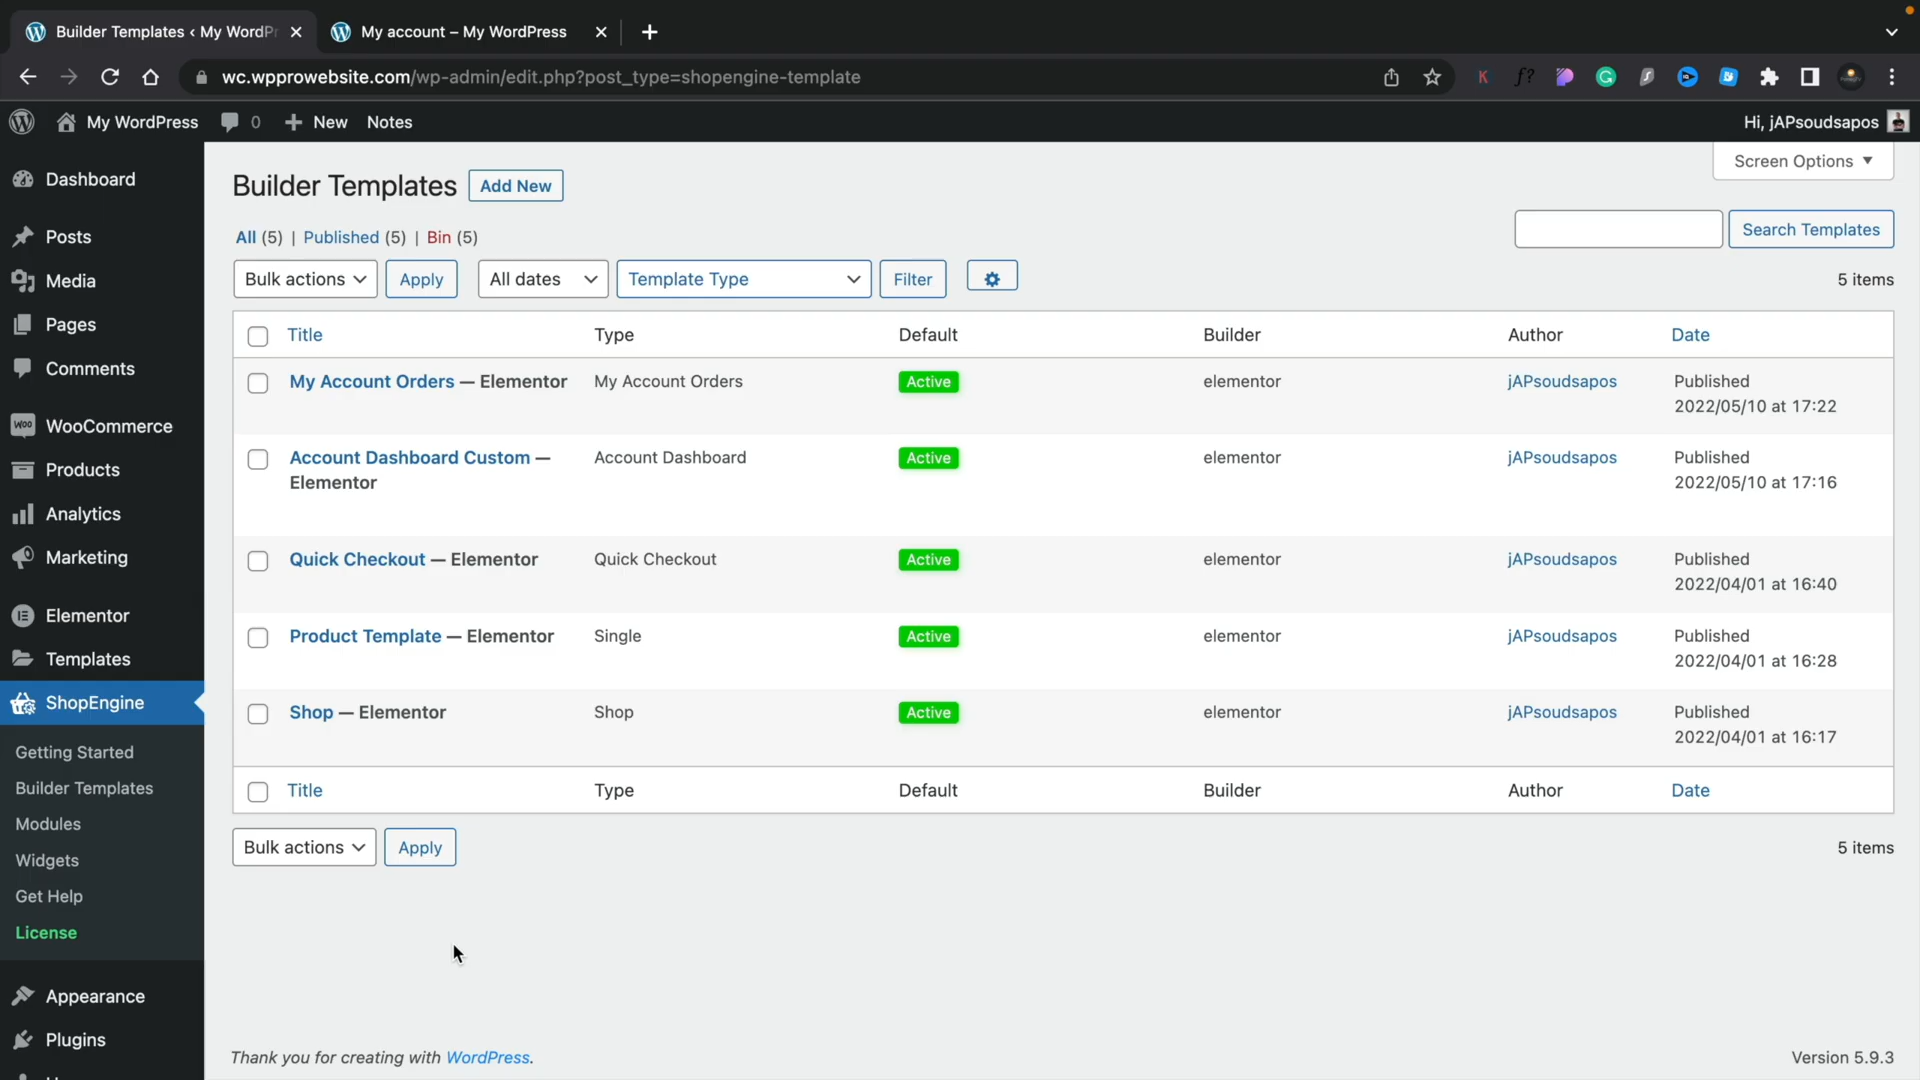 Builder Templates ‹ My WordP
My account – My WordPress
wc.wpprowebsite.com/wp-admin/edit.php?post_type=shopengine-template
My WordPress
0
New
Notes
Hi, jAPsoudsapos
Dashboard
Posts
Media
Pages
Comments
WooCommerce
Products
Analytics
Marketing
Elementor
Templates
ShopEngine
Getting Started
Builder Templates
Modules
Widgets
Get Help
License
Appearance
Plugins
Screen Options
Builder Templates
Add New
All (5) | Published (5) | Bin (5)
Search Templates
Bulk actions
Apply
All dates
Template Type
Filter
5 items
Title Type Default Builder Author Date
My Account Orders — Elementor My Account Orders Active elementor jAPsoudsapos Published
2022/05/10 at 17:22
Account Dashboard Custom — Account Dashboard Active elementor jAPsoudsapos Published
Elementor 2022/05/10 at 17:16
Quick Checkout — Elementor Quick Checkout Active elementor jAPsoudsapos Published
2022/04/01 at 16:40
Product Template — Elementor Single Active elementor jAPsoudsapos Published
2022/04/01 at 16:28
Shop — Elementor Shop Active elementor jAPsoudsapos Published
2022/04/01 at 16:17
Title Type Default Builder Author Date
Bulk actions
Apply
5 items
Thank you for creating with WordPress.
Version 5.9.3